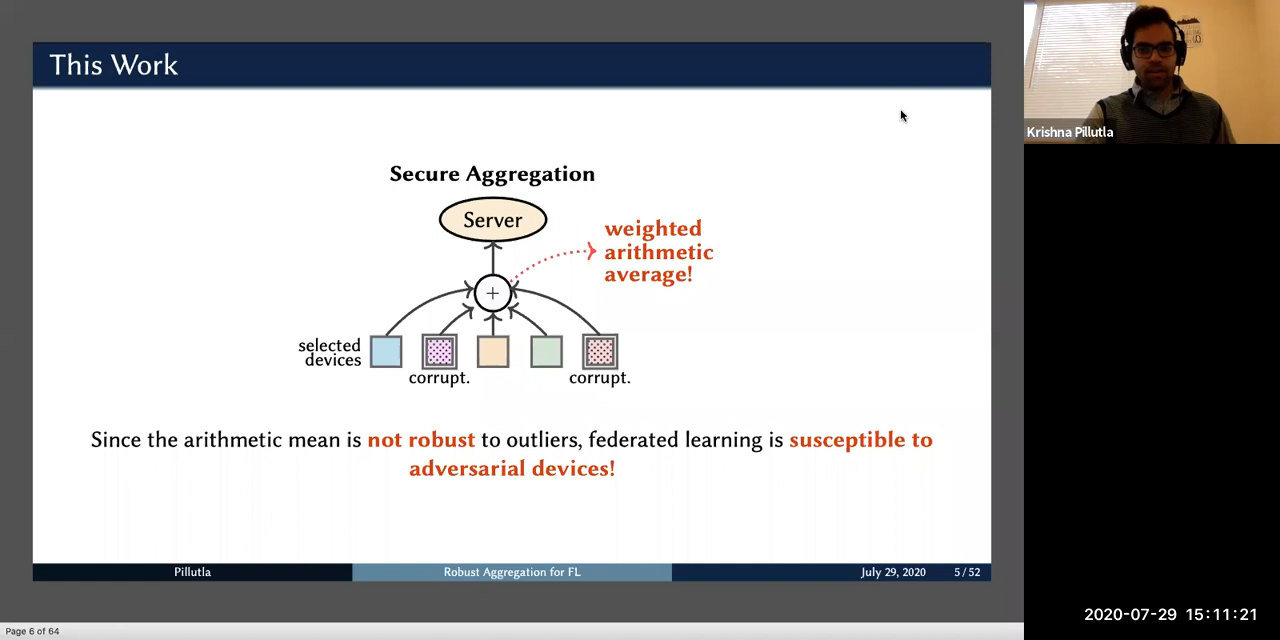 This Work
Secure Aggregation
Server
weighted
arithmetic
average!
+
selected
devices
corrupt.
corrupt.
Since the arithmetic mean is not robust to outliers, federated learning is susceptible to
adversarial devices!
Pillutla
Robust Aggregation for FL
July 29, 2020
5 / 52
Page 6 of 64
Krishna Pillutla
2020-07-29 15:11:21